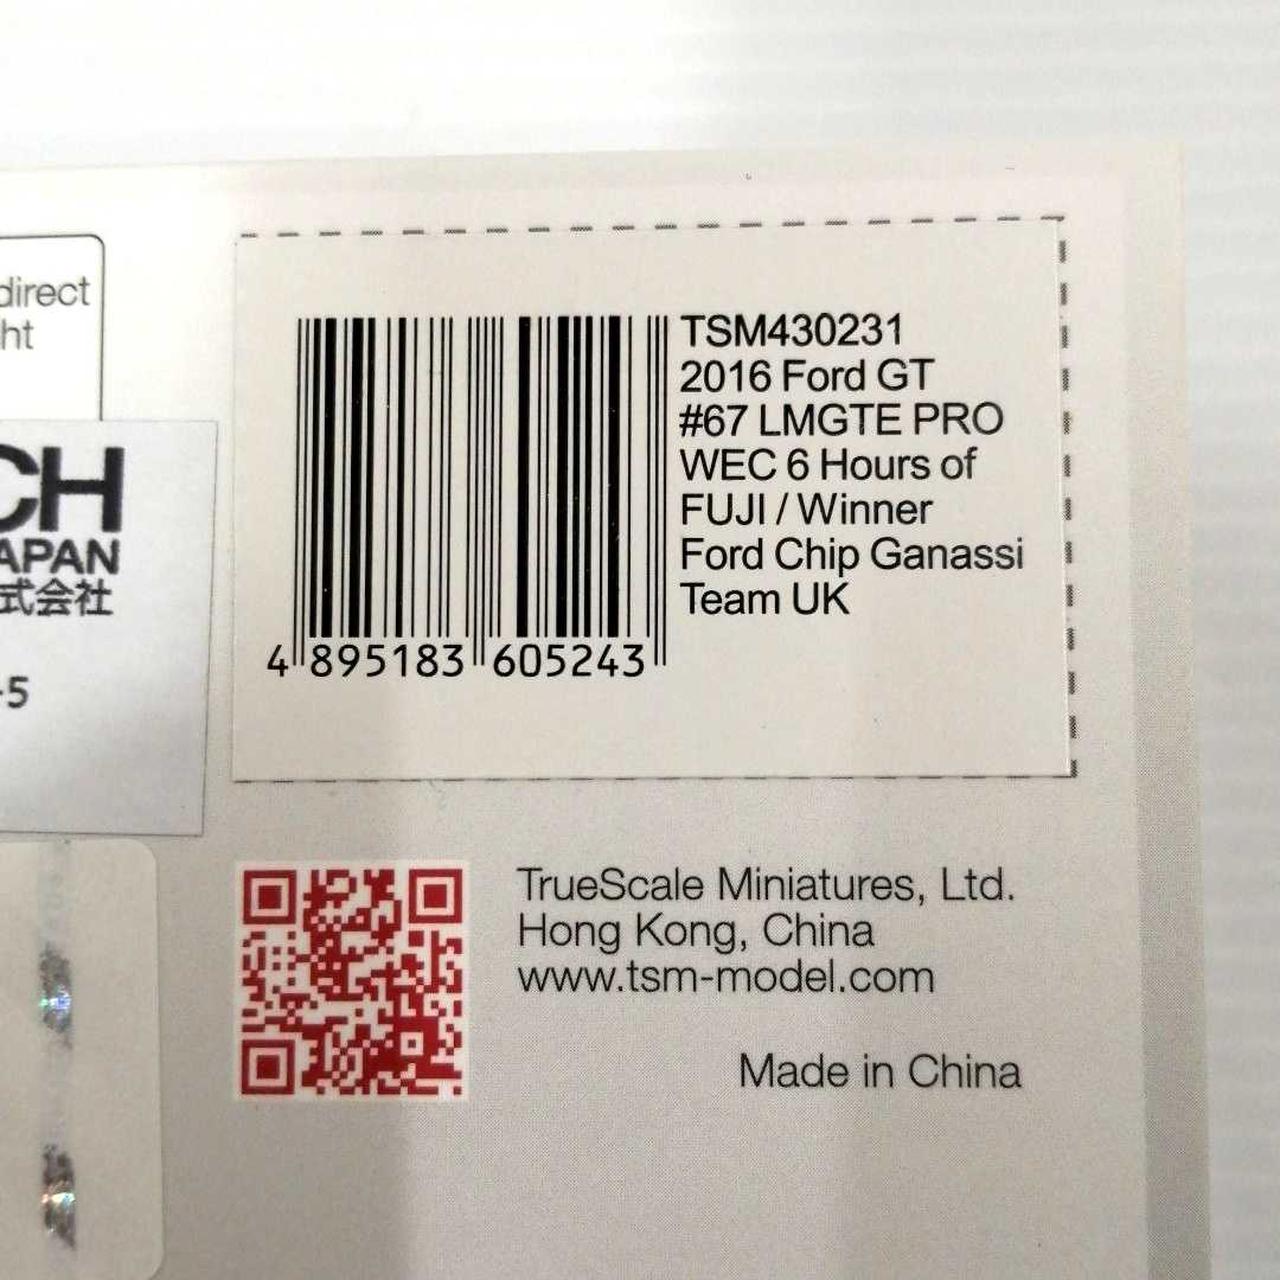 direct
ht
CH
APAN
式会社
-5
TSM430231
2016 Ford GT
#67 LMGTE PRO
WEC 6 Hours of
FUJI / Winner
Ford Chip Ganassi
Team UK
4 895183 605243
TrueScale Miniatures, Ltd.
Hong Kong, China
www.tsm-model.com
Made in China